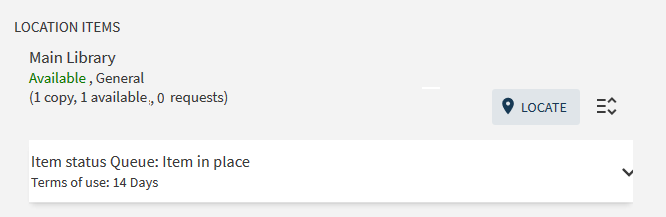 LOCATION ITEMS
Main Library
Available , General
(1 copy, 1 available., 0 requests)
LOCATE
Item status Queue: Item in place
Terms of use: 14 Days